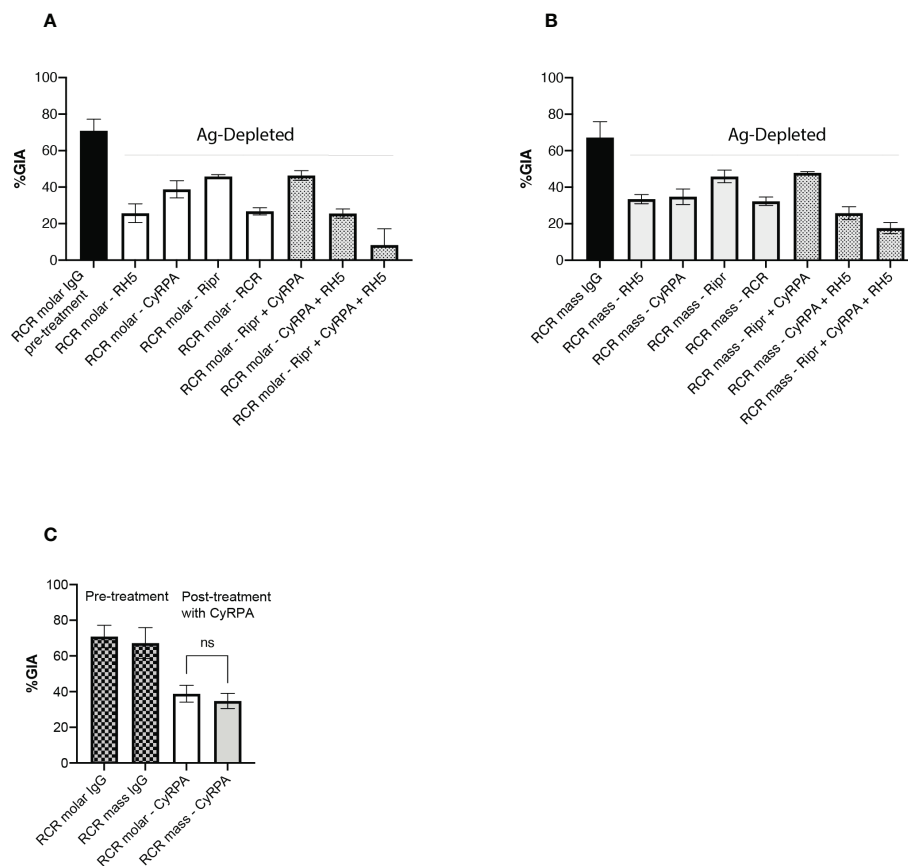 A
100
80
60
40
20
0
%GIA
Ag-Depleted
RCR molar IgG
pre-treatment
RCR molar - RH5
RCR molar - CyRPA
RCR molar - Ripr
RCR molar - RCR
RCR molar - Ripr + CyRPA
RCR molar - CyRPA + RH5
RCR molar - Ripr + CyRPA + RH5
B
100
80
60
40
20
0
%GIA
Ag-Depleted
RCR mass IgG
RCR mass - RH5
RCR mass - CyRPA
RCR mass - Ripr
RCR mass - RCR
RCR mass - Ripr + CyRPA
RCR mass - CyRPA + RH5
RCR mass - Ripr + CyRPA + RH5
C
100
80
60
40
20
0
%GIA
Pre-treatment
Post-treatment
with CyRPA
ns
RCR molar IgG
RCR mass IgG
RCR molar - CyRPA
RCR mass - CyRPA